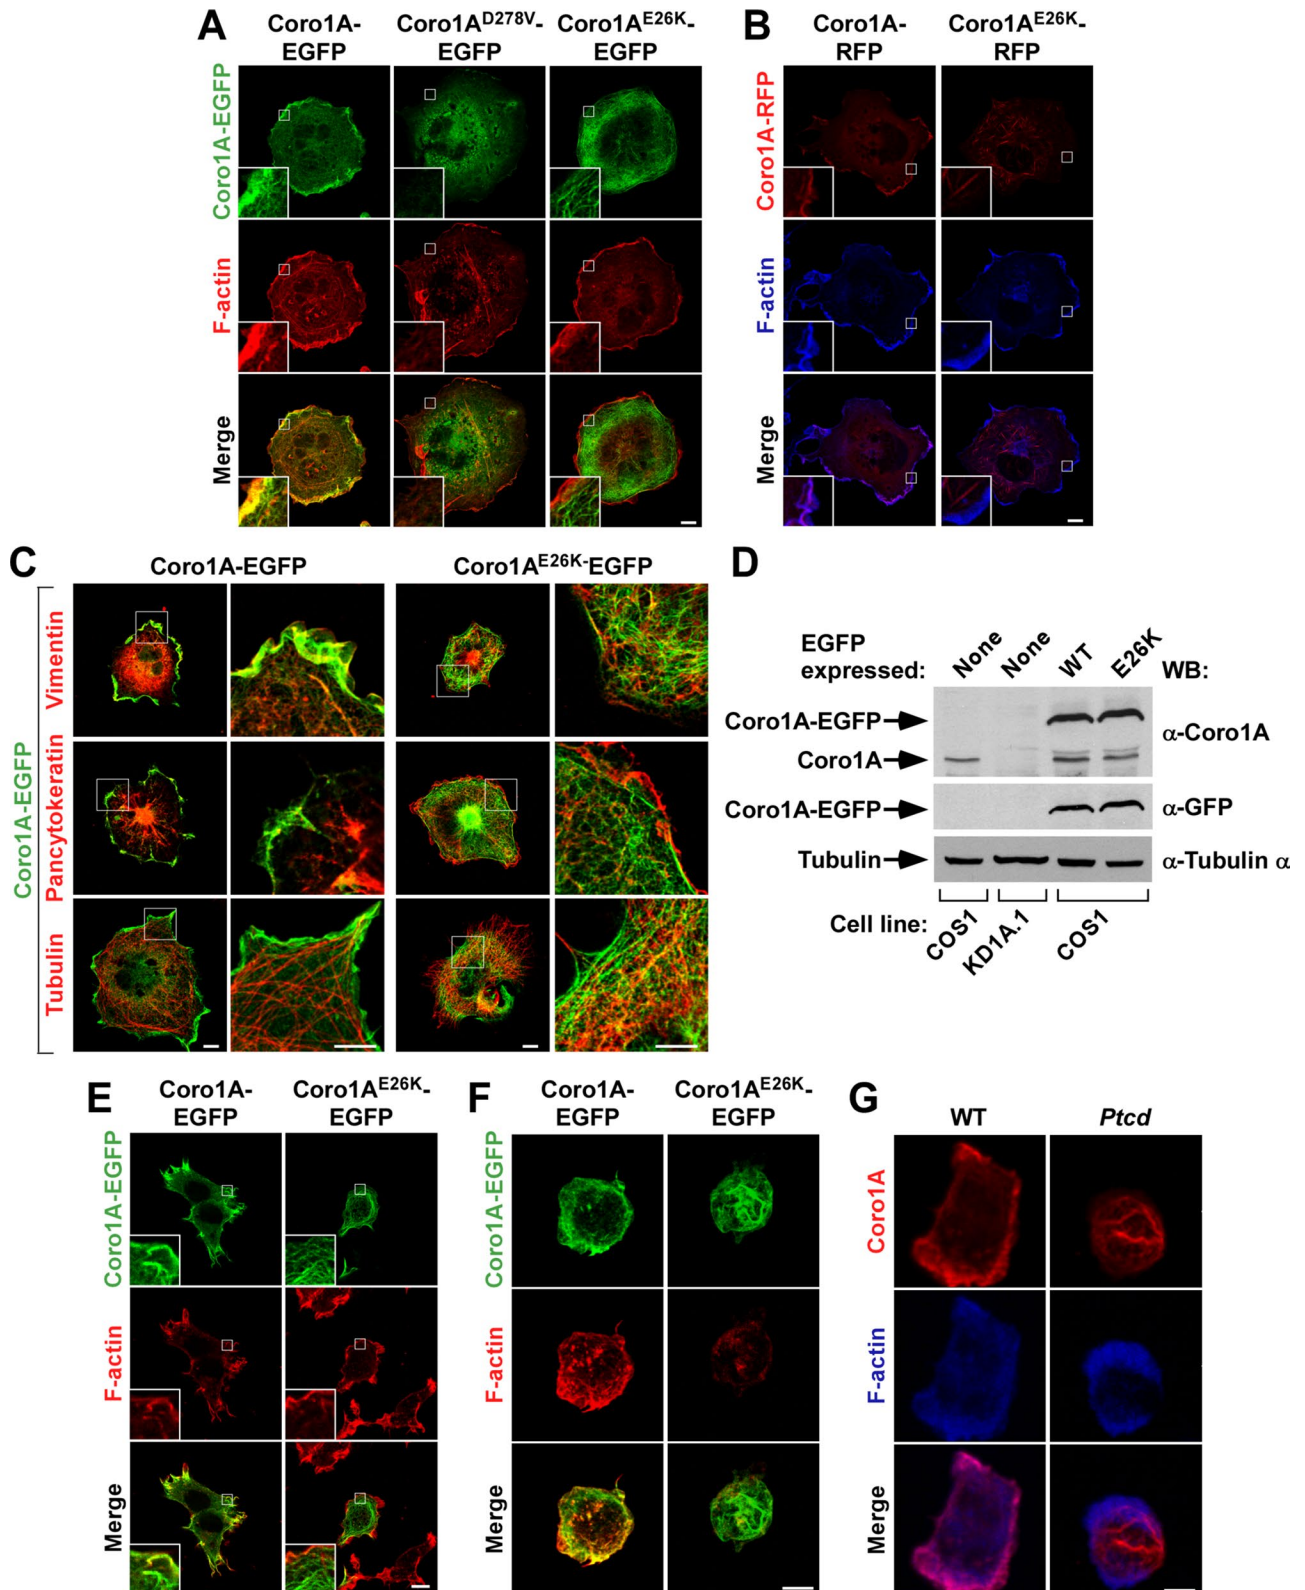 A
Coro1A-EGFP
Coro1A^D278V-EGFP
Coro1A^E26K-EGFP
Coro1A-EGFP
F-actin
Merge
B
Coro1A-RFP
Coro1A^E26K-RFP
Coro1A-RFP
F-actin
Merge
C
Coro1A-EGFP
Coro1A^E26K-EGFP
Coro1A-EGFP
Vimentin
Pancytokeratin
Tubulin
D
EGFP expressed:
None
None
WT
E26K
WB:
Coro1A-EGFP
Coro1A
α-Coro1A
Coro1A-EGFP
α-GFP
Tubulin
α-Tubulin α
Cell line:
COS1
KD1A.1
COS1
E
Coro1A-EGFP
Coro1A^E26K-EGFP
Coro1A-EGFP
F-actin
Merge
F
Coro1A-EGFP
Coro1A^E26K-EGFP
Coro1A-EGFP
F-actin
Merge
G
WT
Ptcd
Coro1A
F-actin
Merge